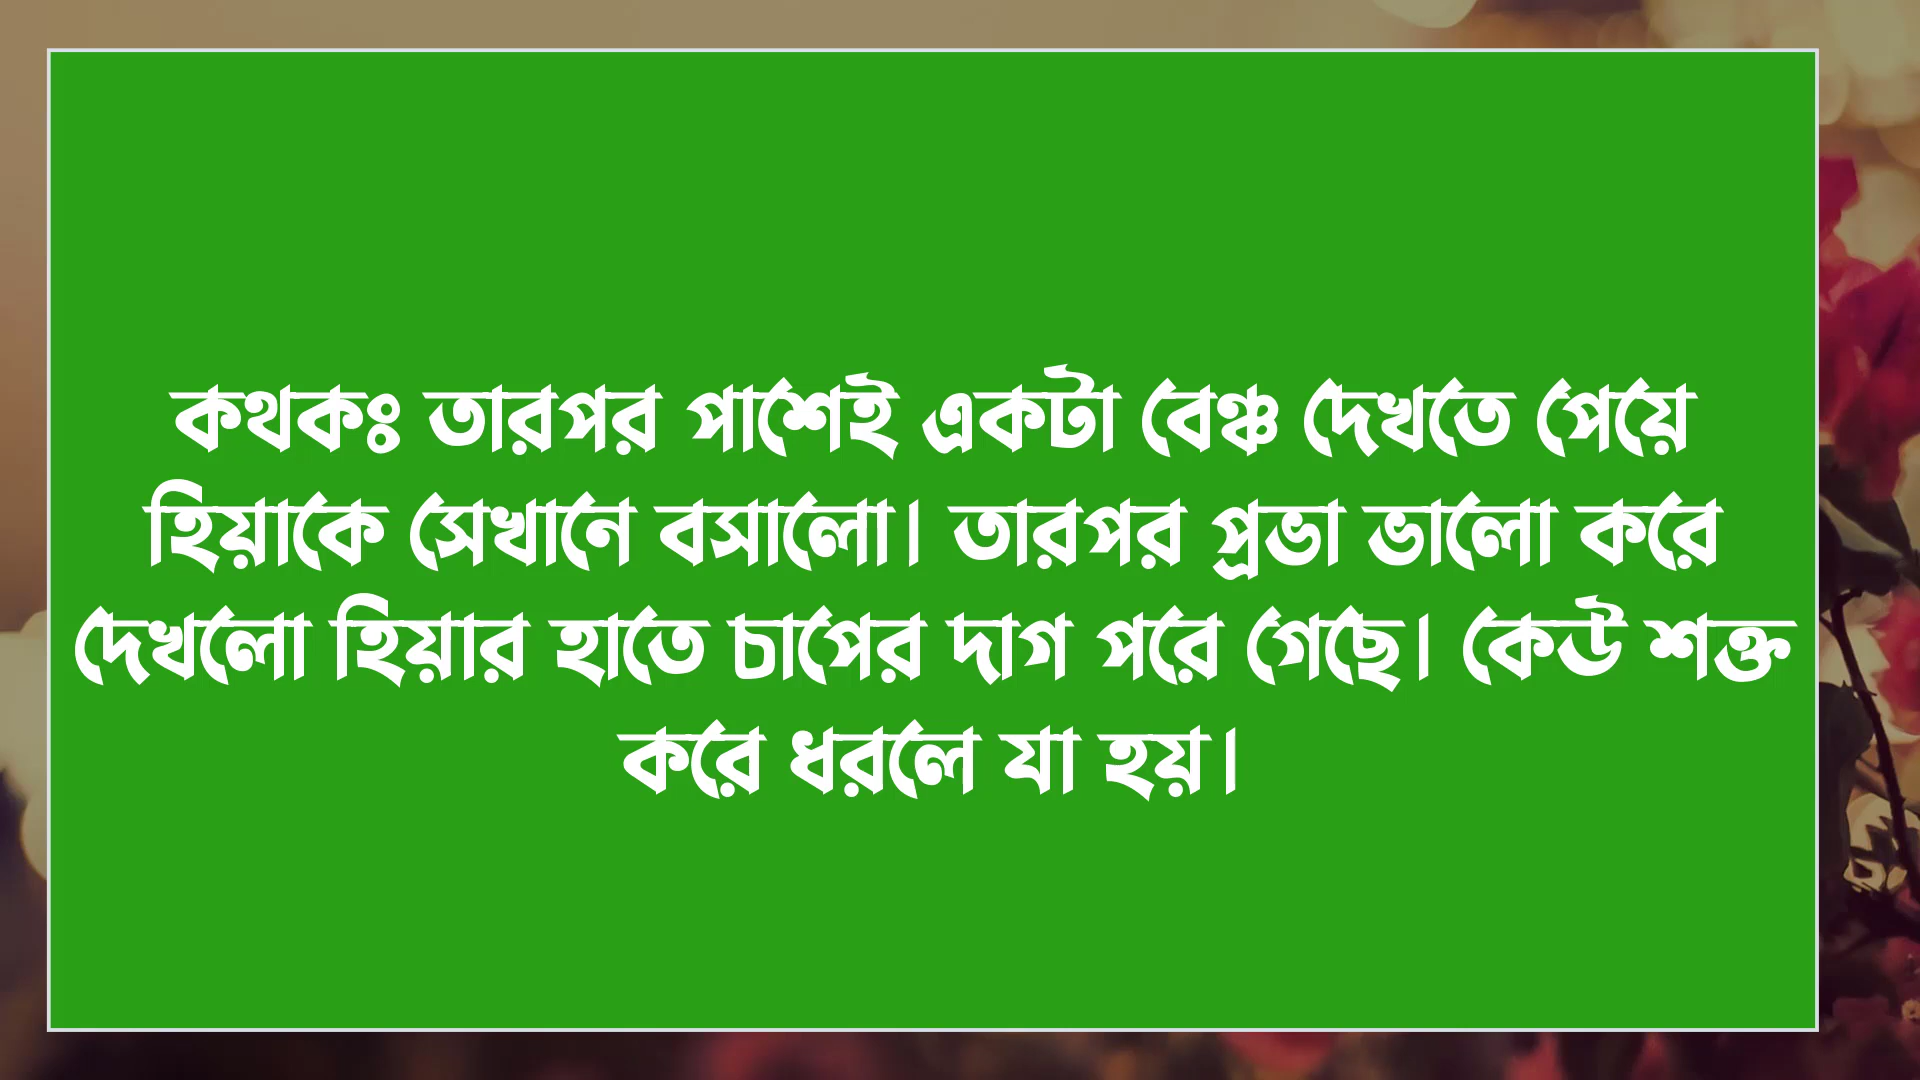 কথকঃ তারপর পাশেই একটা বেঞ্চ দেখতে পেয়ে
হিয়াকে সেখানে বসালো। তারপর প্রভা ভালো করে
দেখলো হিয়ার হাতে চাপের দাগ পরে গেছে। কেউ শক্ত
করে ধরলে যা হয়।